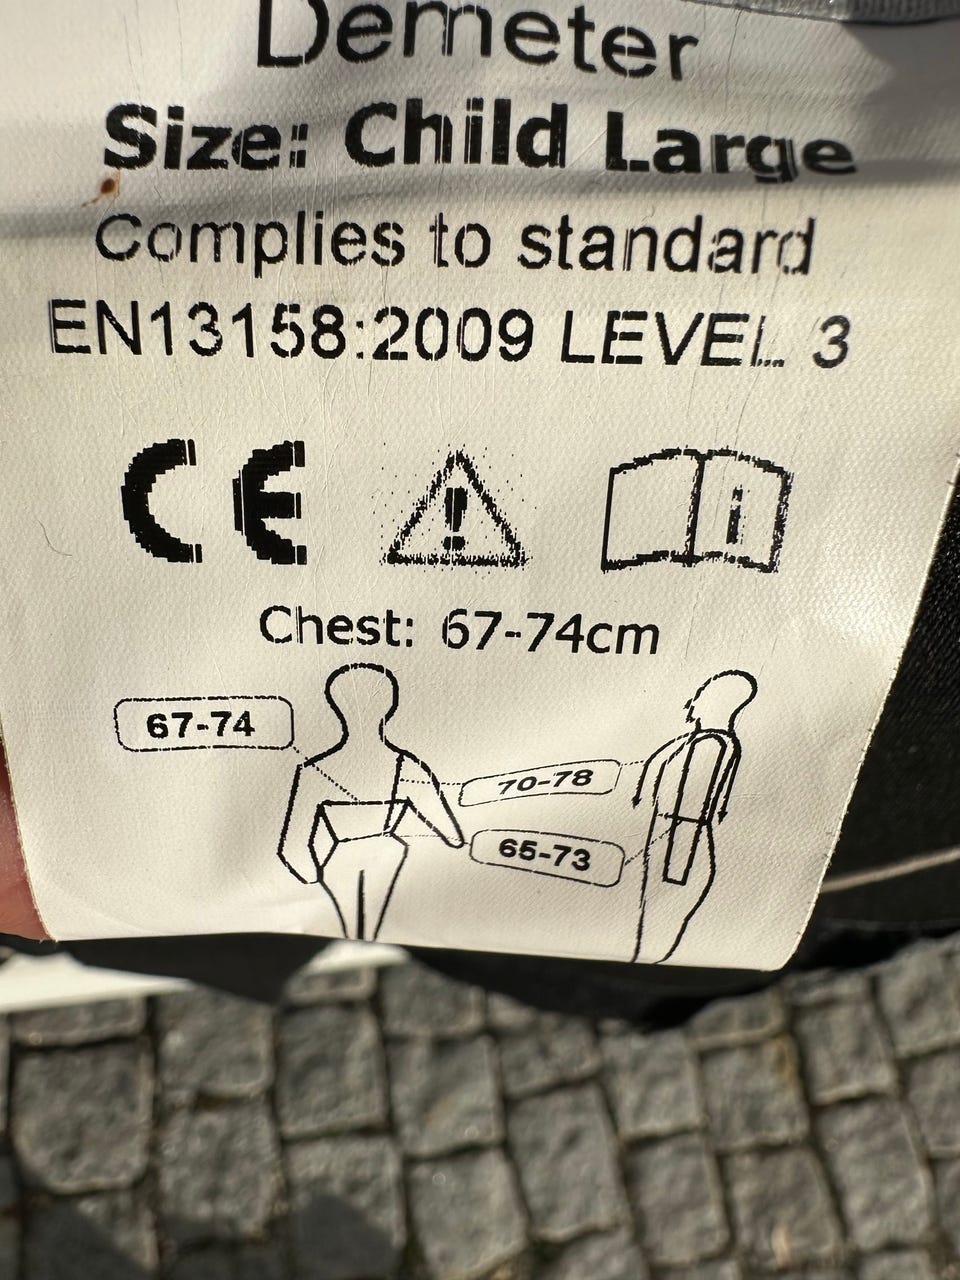 Demeter
Size: Child Large
Complies to standard
EN13158:2009 LEVEL 3
CE
Chest: 67-74cm
67-74
70-78
65-73